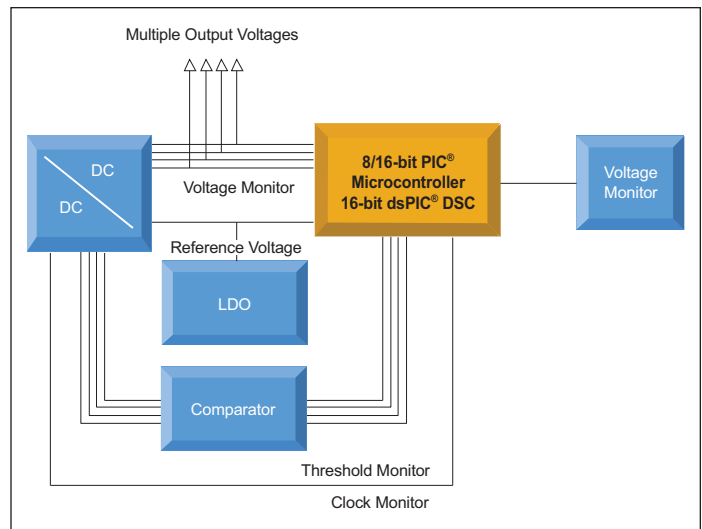 Multiple Output Voltages
DC
DC
Voltage Monitor
8/16-bit PIC®
Microcontroller
16-bit dsPIC® DSC
Voltage
Monitor
Reference Voltage
LDO
Comparator
Threshold Monitor
Clock Monitor